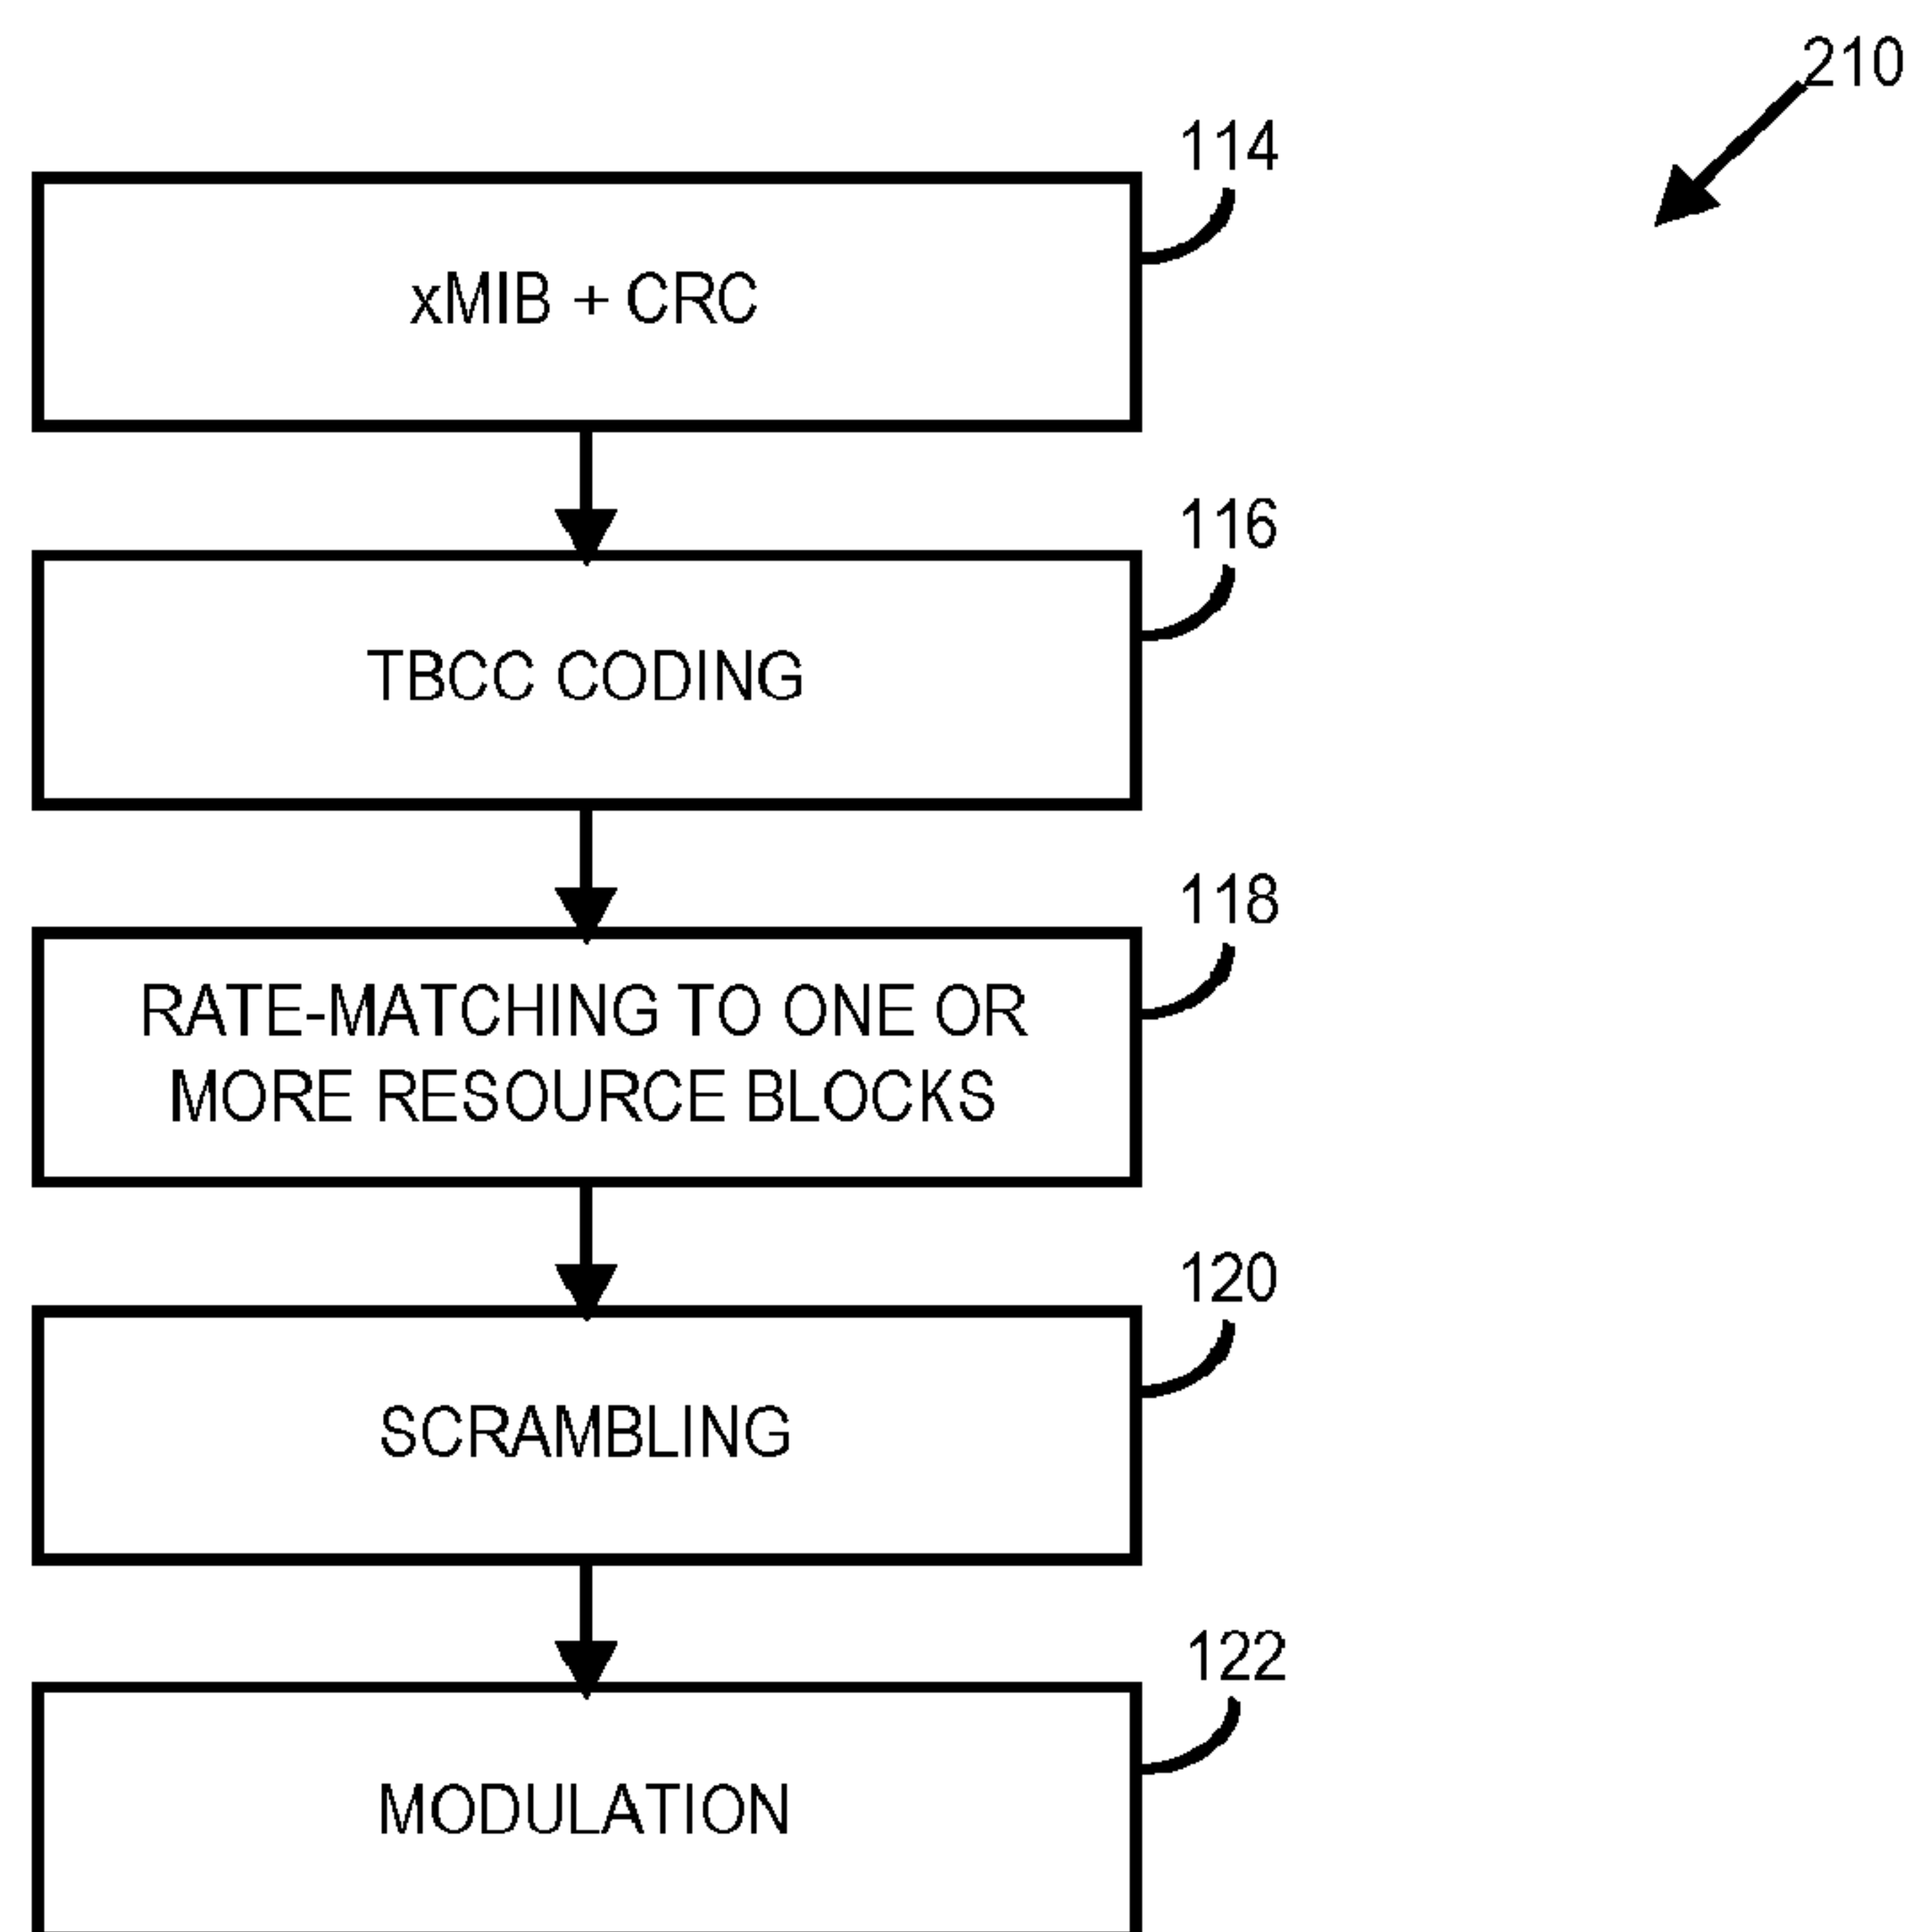 210
114
xMIB + CRC
116
TBCC CODING
118
RATE-MATCHING TO ONE OR
MORE RESOURCE BLOCKS
120
SCRAMBLING
122
MODULATION